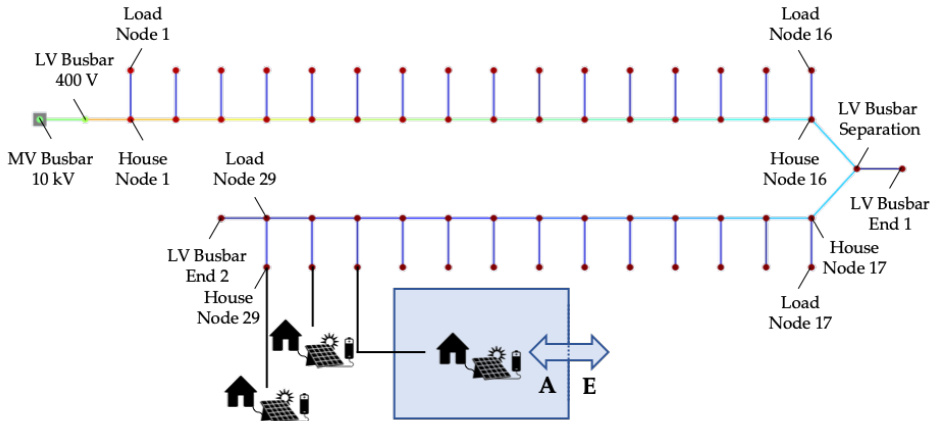 Load
Node 1
Load
Node 16
LV Busbar
400 V
LV Busbar
Separation
MV Busbar
10 kV
House
Node 1
Load
Node 29
House
Node 16
LV Busbar
End 1
LV Busbar
End 2
House
Node 17
House
Node 29
Load
Node 17
A
E